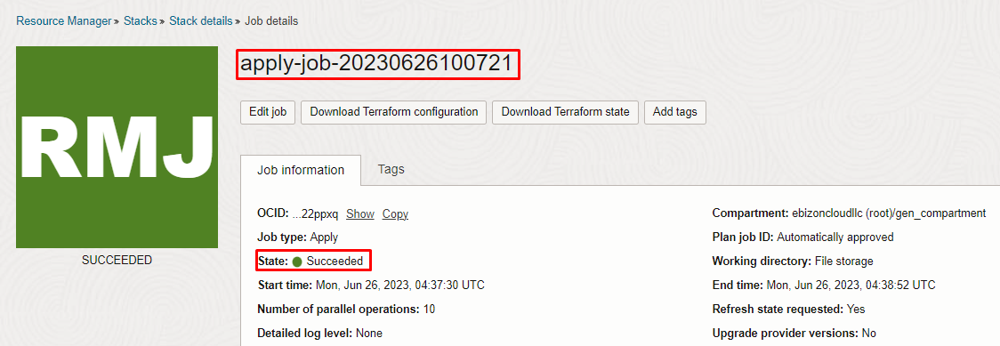 Resource Manager » Stacks » Stack details » Job details
apply-job-20230626100721
Edit job Download Terraform configuration Download Terraform state Add tags
RMJ
SUCCEEDED
Job information Tags
OCID: ...22ppxq Show Copy
Job type: Apply
State: Succeeded
Start time: Mon, Jun 26, 2023, 04:37:30 UTC
Number of parallel operations: 10
Detailed log level: None
Compartment: ebizoncloudllc (root)/gen_compartment
Plan job ID: Automatically approved
Working directory: File storage
End time: Mon, Jun 26, 2023, 04:38:52 UTC
Refresh state requested: Yes
Upgrade provider versions: No